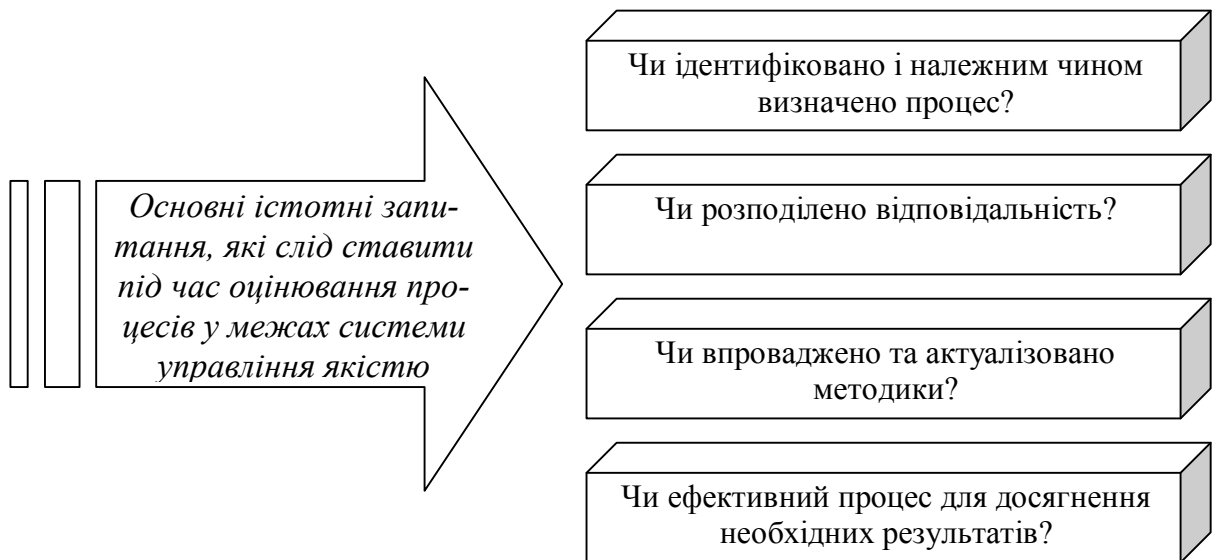 Основні істотні запи-
тання, які слід ставити
під час оцінювання про-
цесів у межах системи
управління якістю
Чи ідентифіковано і належним чином
визначено процес?
Чи розподілено відповідальність?
Чи впроваджено та актуалізовано
методики?
Чи ефективний процес для досягнення
необхідних результатів?